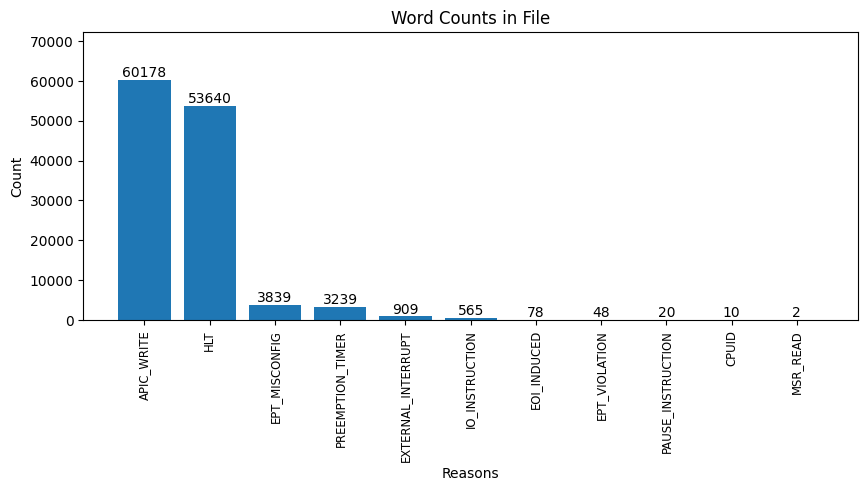 Word Counts in File
70000
60000
50000
40000
30000
20000
10000
0
Count
60178
53640
3839
3239
909
565
78
48
20
10
2
APIC_WRITE
HLT
EPT_MISCONFIG
PREEMPTION_TIMER
EXTERNAL_INTERRUPT
IO_INSTRUCTION
EOI_INDUCED
EPT_VIOLATION
PAUSE_INSTRUCTION
CPUID
MSR_READ
Reasons